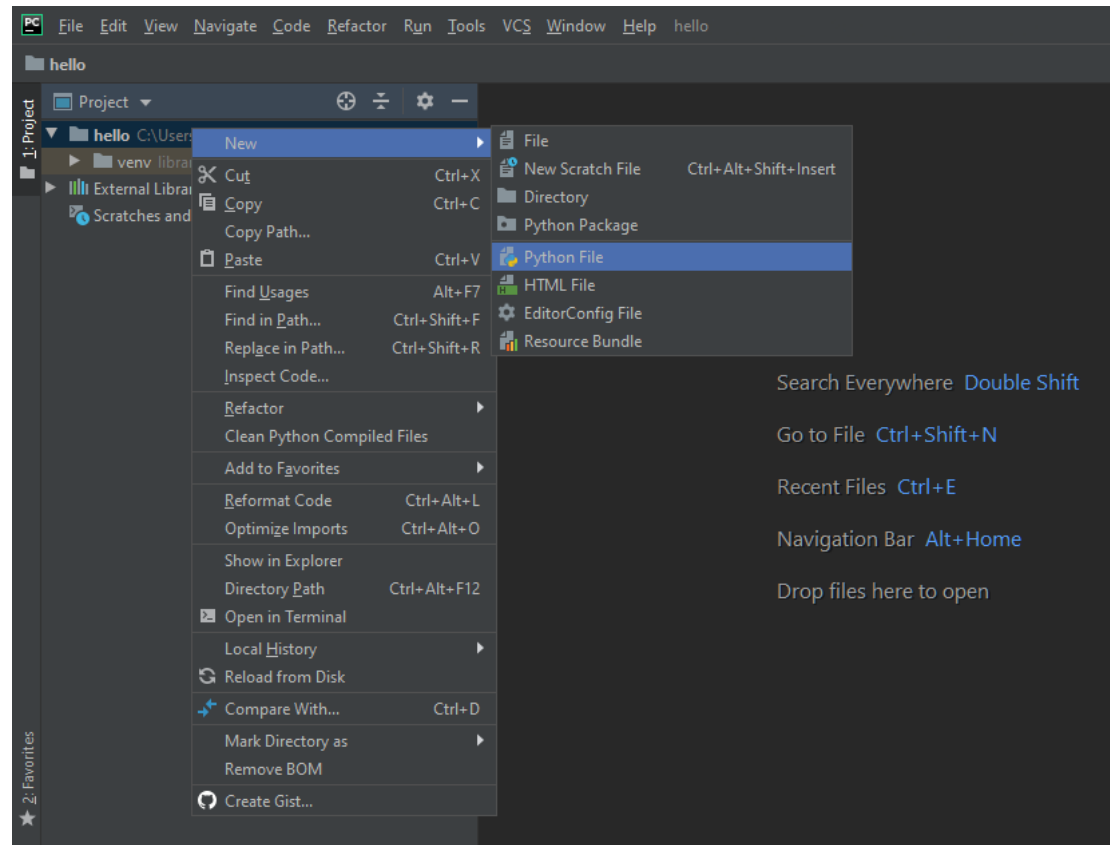 PC File Edit View Navigate Code Refactor Run Tools VCS Window Help hello
hello
1: Project
Project
hello C:\Users
venv
External Librar
Scratches and
New
Cut Ctrl+X
Copy Ctrl+C
Copy Path...
Paste Ctrl+V
Find Usages Alt+F7
Find in Path... Ctrl+Shift+F
Replace in Path... Ctrl+Shift+R
Inspect Code...
Refactor
Clean Python Compiled Files
Add to Favorites
Reformat Code Ctrl+Alt+L
Optimize Imports Ctrl+Alt+O
Show in Explorer
Directory Path Ctrl+Alt+F12
Open in Terminal
Local History
Reload from Disk
Compare With... Ctrl+D
Mark Directory as
Remove BOM
Create Gist...
File
New Scratch File Ctrl+Alt+Shift+Insert
Directory
Python Package
Python File
HTML File
EditorConfig File
Resource Bundle
Search Everywhere Double Shift
Go to File Ctrl+Shift+N
Recent Files Ctrl+E
Navigation Bar Alt+Home
Drop files here to open
2: Favorites